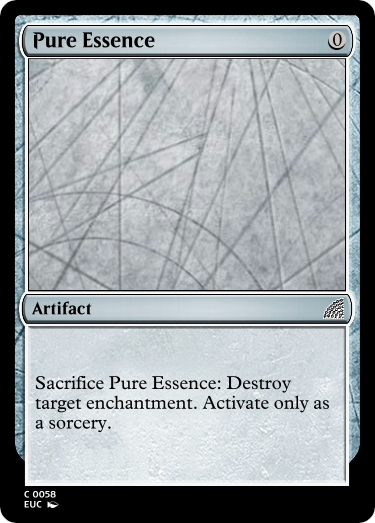 Pure Essence 0
Artifact
Sacrifice Pure Essence: Destroy
target enchantment. Activate only as
a sorcery.
C 0058
EUC